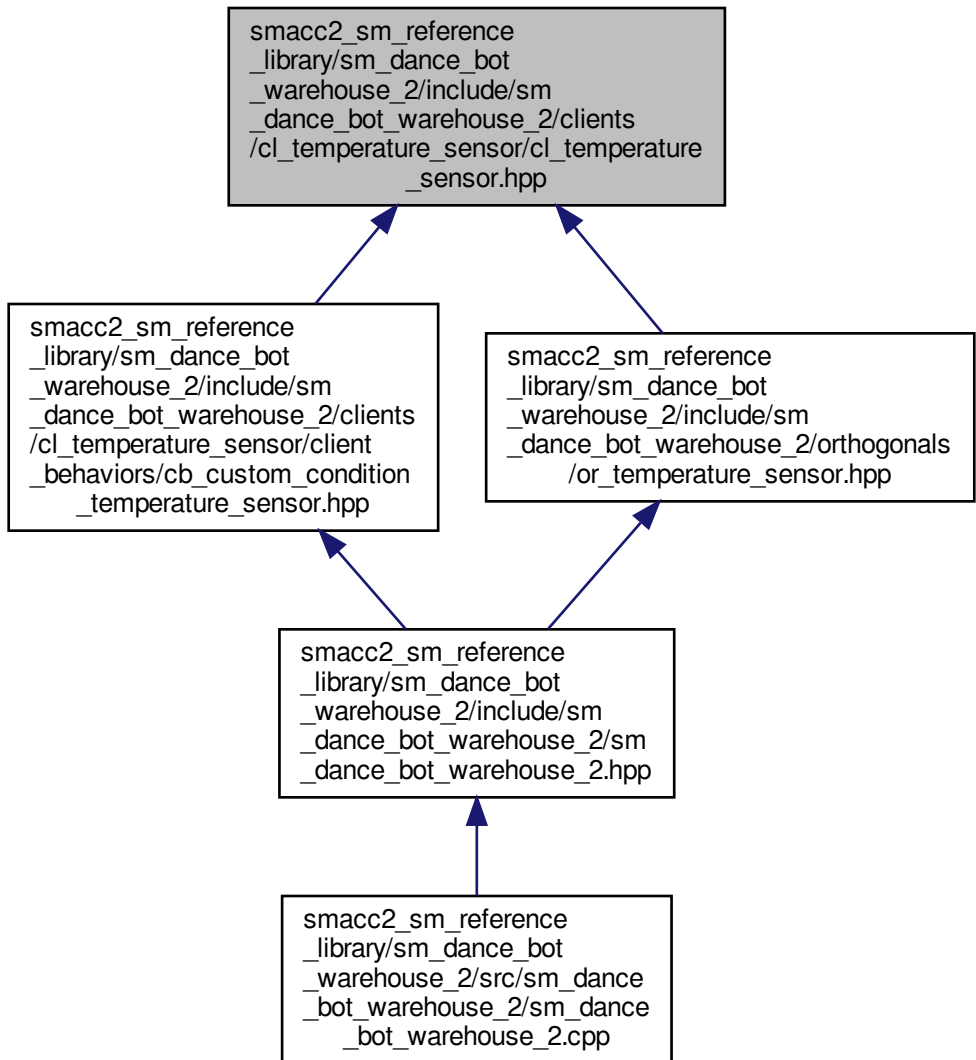 smacc2_sm_reference
_library/sm_dance_bot
_warehouse_2/include/sm
_dance_bot_warehouse_2/clients
/cl_temperature_sensor/cl_temperature
_sensor.hpp
smacc2_sm_reference
_library/sm_dance_bot
_warehouse_2/include/sm
_dance_bot_warehouse_2/clients
/cl_temperature_sensor/client
_behaviors/cb_custom_condition
_temperature_sensor.hpp
smacc2_sm_reference
_library/sm_dance_bot
_warehouse_2/include/sm
_dance_bot_warehouse_2/orthogonals
/or_temperature_sensor.hpp
smacc2_sm_reference
_library/sm_dance_bot
_warehouse_2/include/sm
_dance_bot_warehouse_2/sm
_dance_bot_warehouse_2.hpp
smacc2_sm_reference
_library/sm_dance_bot
_warehouse_2/src/sm_dance
_bot_warehouse_2/sm_dance
_bot_warehouse_2.cpp